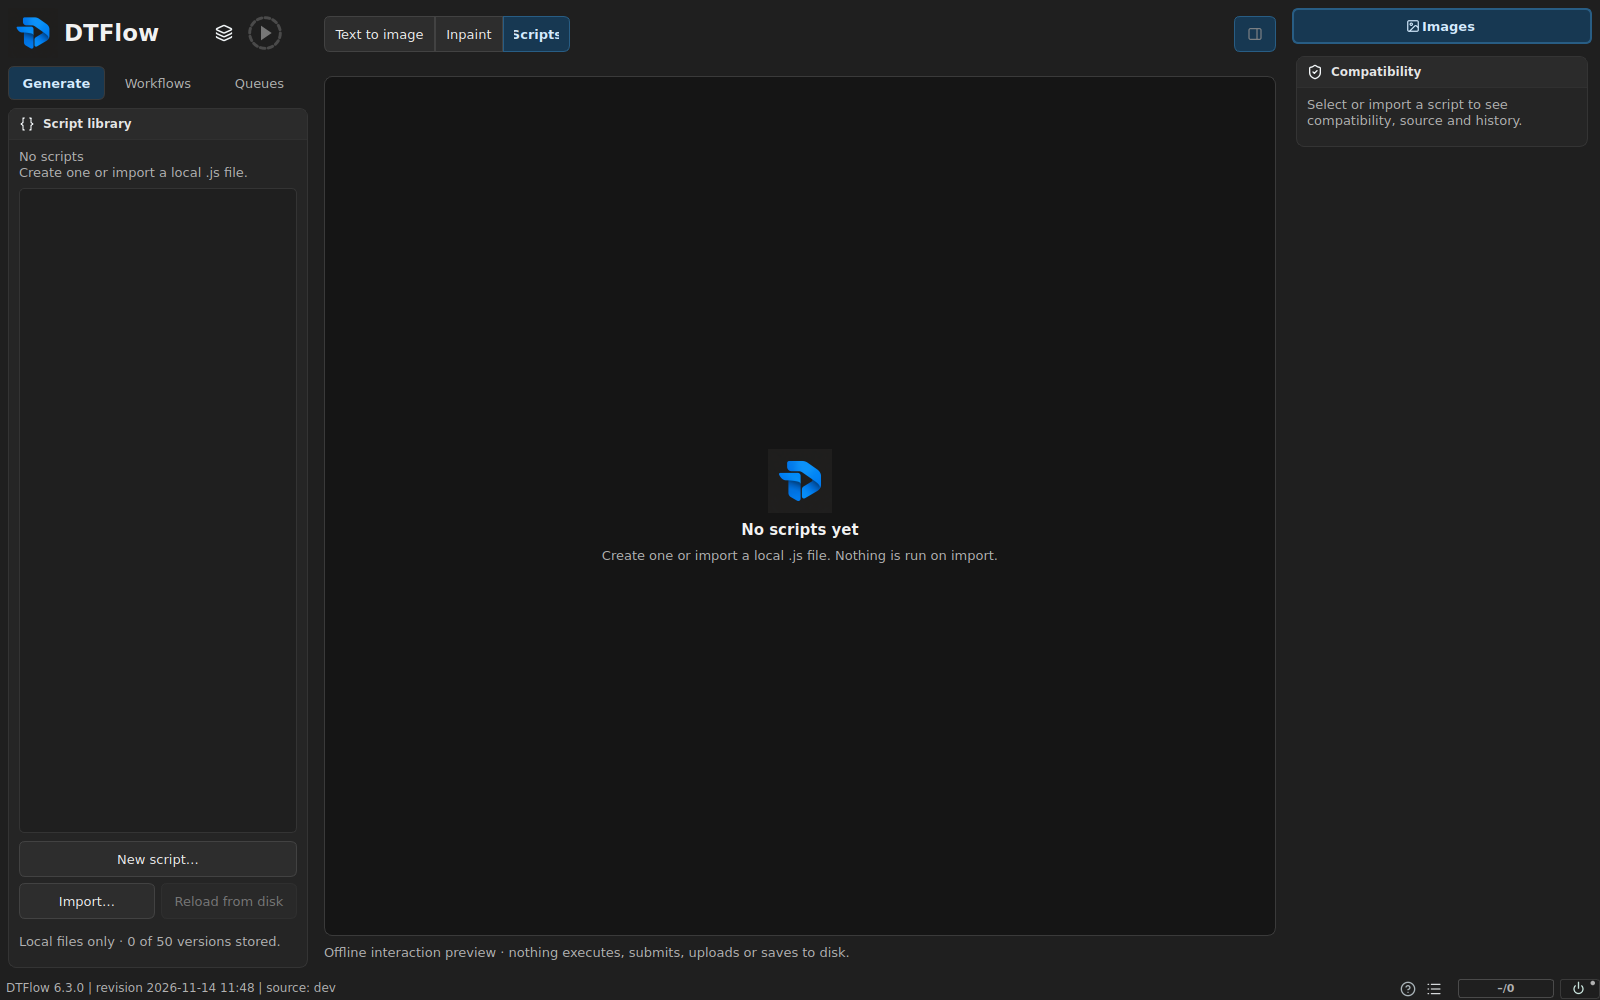 DTFlow
Text to image
Inpaint
Scripts
Images
Generate
Workflows
Queues
Script library
No scripts
Create one or import a local .js file.
New script...
Import...
Reload from disk
Local files only · 0 of 50 versions stored.
No scripts yet
Create one or import a local .js file. Nothing is run on import.
Offline interaction preview · nothing executes, submits, uploads or saves to disk.
Compatibility
Select or import a script to see
compatibility, source and history.
DTFlow 6.3.0 | revision 2026-11-14 11:48 | source: dev
-/0